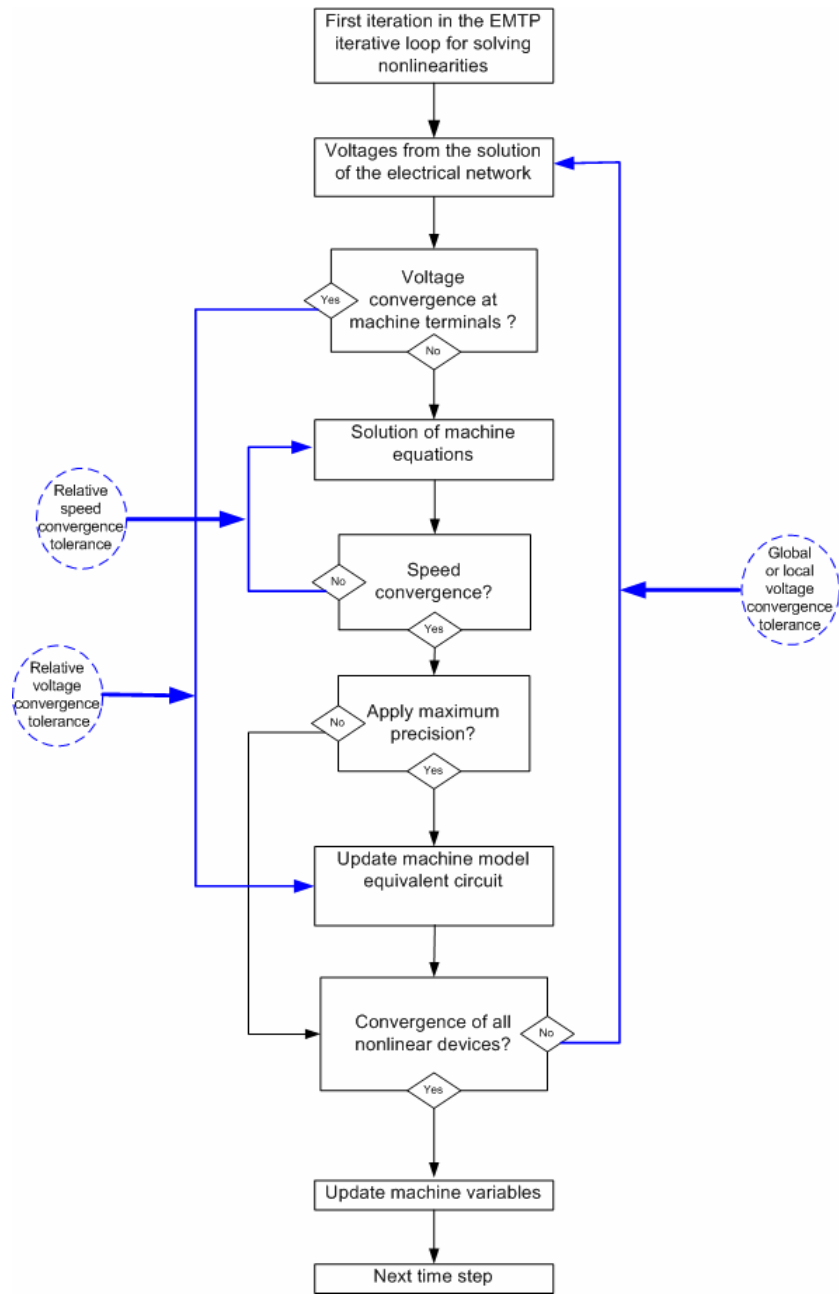 First iteration in the EMTP
iterative loop for solving
nonlinearities
Voltages from the solution
of the electrical network
Voltage
convergence at
machine terminals ?
Yes
No
Solution of machine
equations
Relative
speed
convergence
tolerance
Speed
convergence?
No
Yes
Global
or local
voltage
convergence
tolerance
Relative
voltage
convergence
tolerance
Apply maximum
precision?
No
Yes
Update machine model
equivalent circuit
Convergence of all
nonlinear devices?
No
Yes
Update machine variables
Next time step